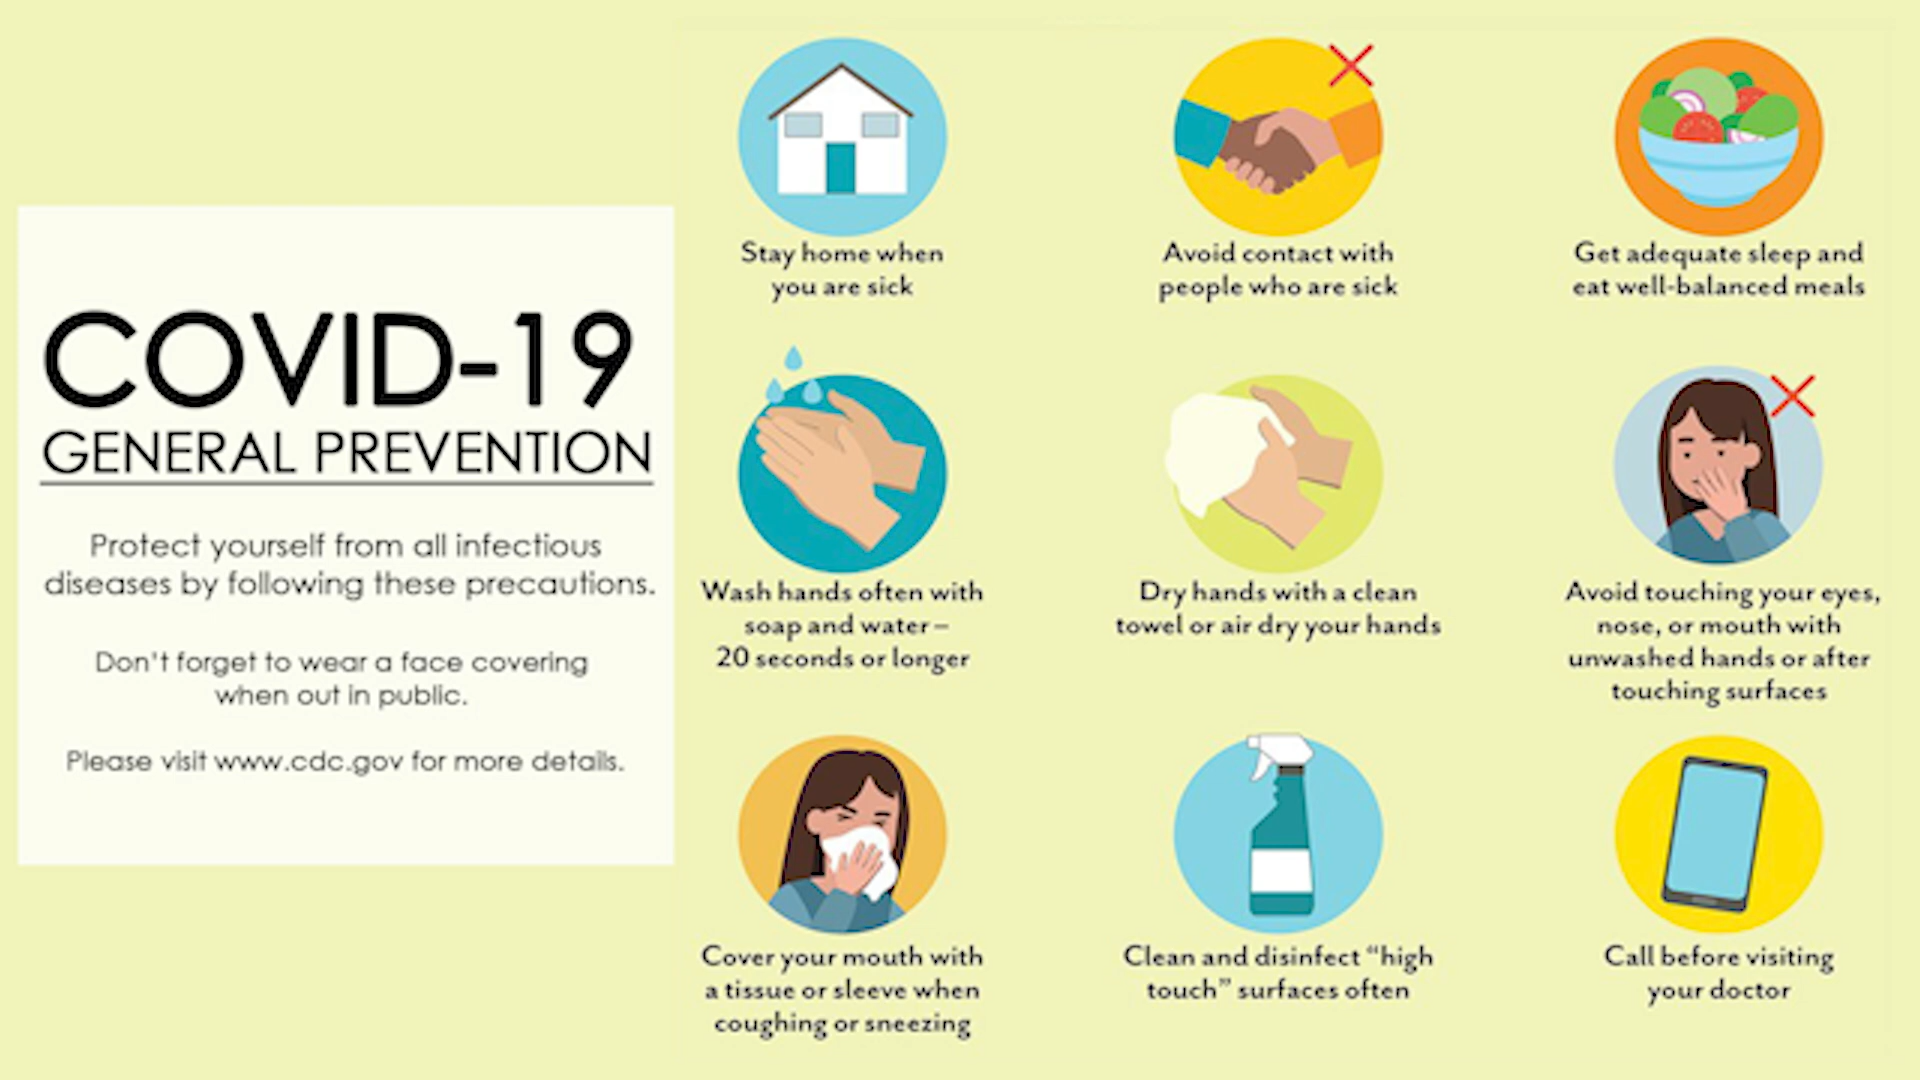 COVID-19
GENERAL PREVENTION
Protect yourself from all infectious
diseases by following these precautions.
Don't forget to wear a face covering
when out in public.
Please visit www.cdc.gov for more details.
Stay home when
you are sick
Avoid contact with
people who are sick
Get adequate sleep and
eat well-balanced meals
Wash hands often with
soap and water –
20 seconds or longer
Dry hands with a clean
towel or air dry your hands
Avoid touching your eyes,
nose, or mouth with
unwashed hands or after
touching surfaces
Cover your mouth with
a tissue or sleeve when
coughing or sneezing
Clean and disinfect “high
touch” surfaces often
Call before visiting
your doctor